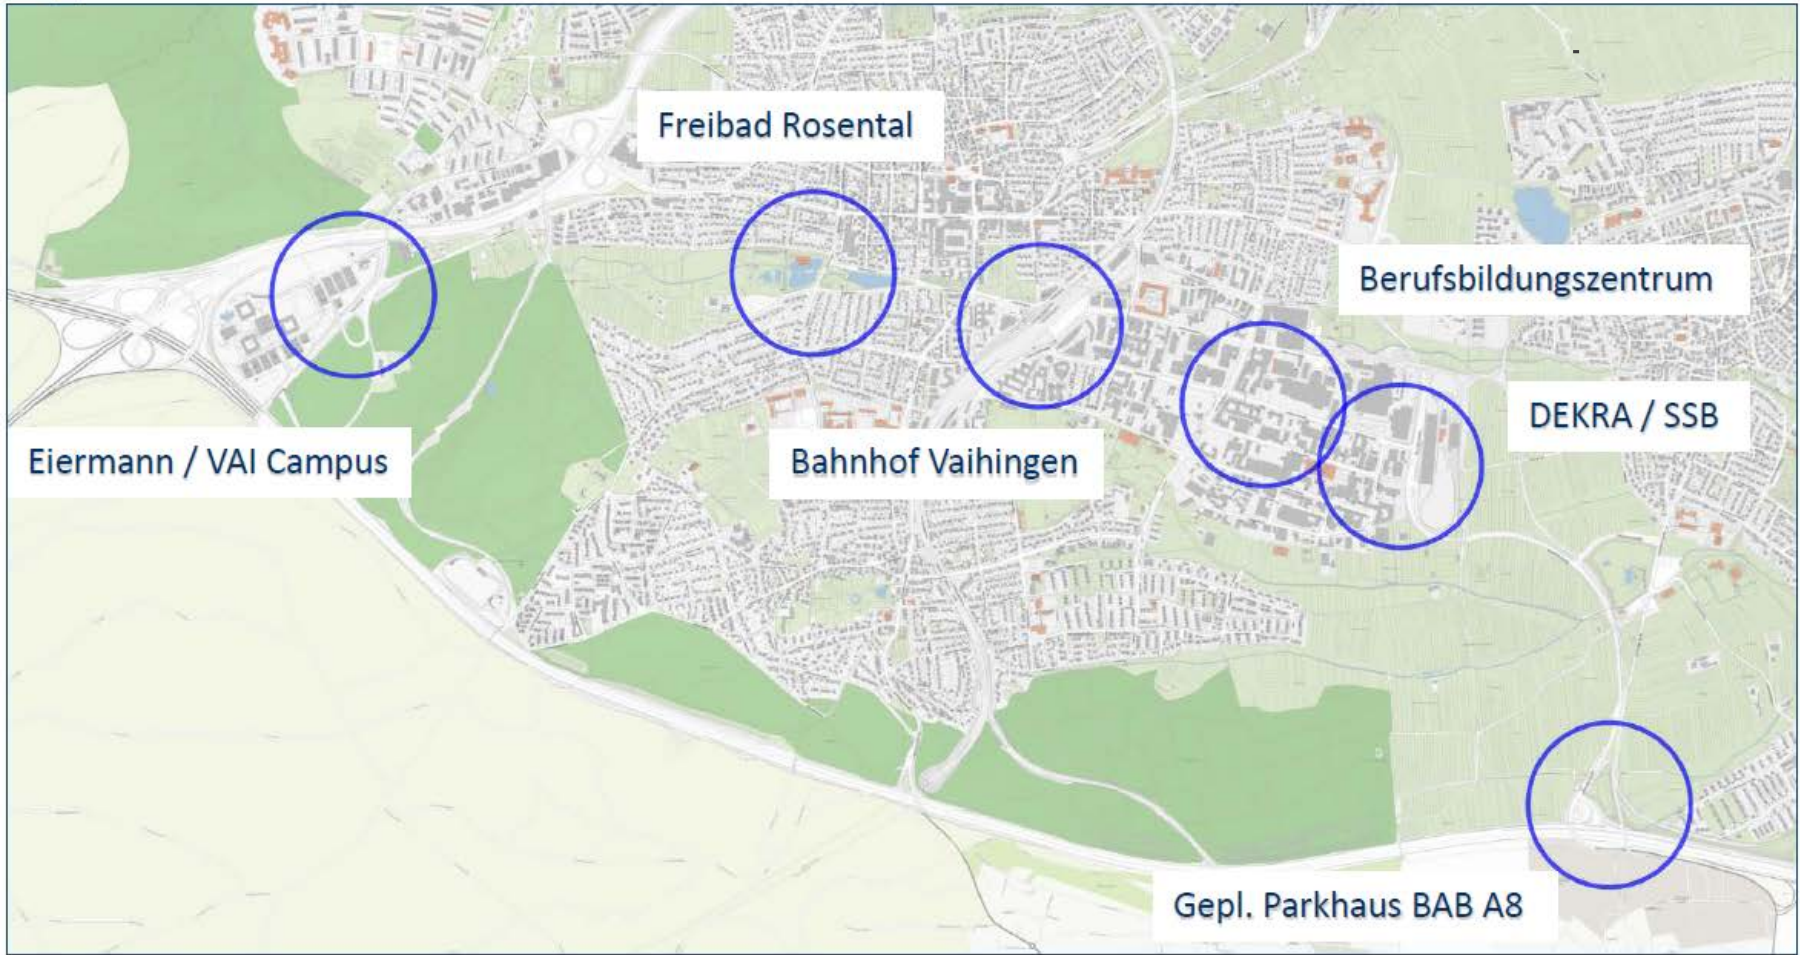 Freibad Rosental
Berufsbildungszentrum
DEKRA / SSB
Eiermann / VAI Campus
Bahnhof Vaihingen
Gepl. Parkhaus BAB A8